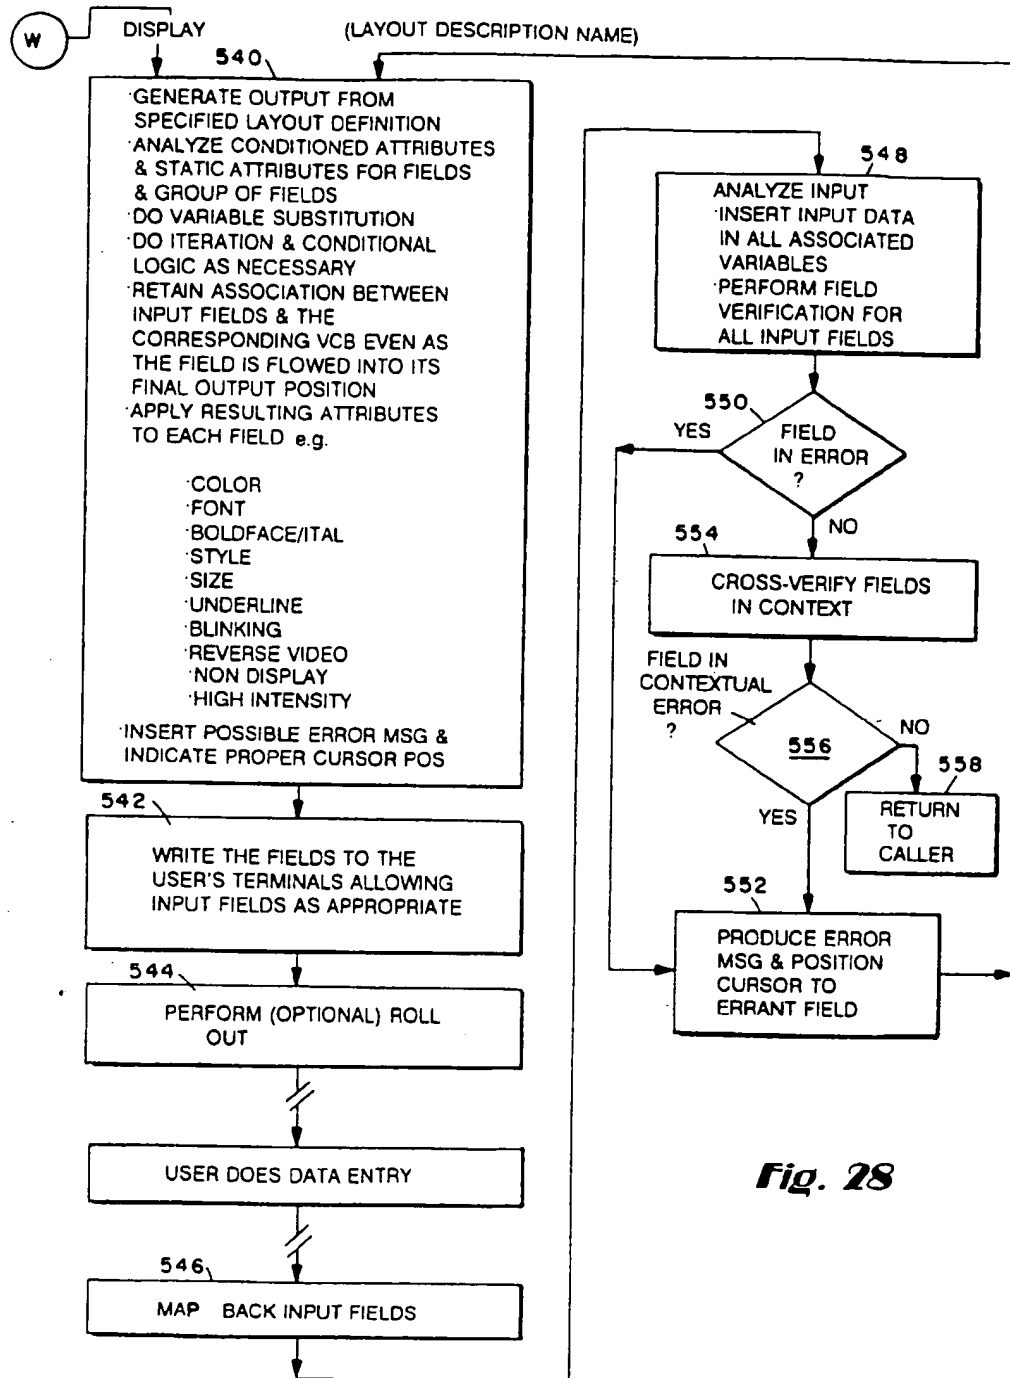 W
DISPLAY
(LAYOUT DESCRIPTION NAME)
540
·GENERATE OUTPUT FROM
SPECIFIED LAYOUT DEFINITION
·ANALYZE CONDITIONED ATTRIBUTES
& STATIC ATTRIBUTES FOR FIELDS
& GROUP OF FIELDS
·DO VARIABLE SUBSTITUTION
·DO ITERATION & CONDITIONAL
LOGIC AS NECESSARY
·RETAIN ASSOCIATION BETWEEN
INPUT FIELDS & THE
CORRESPONDING VCB EVEN AS
THE FIELD IS FLOWED INTO ITS
FINAL OUTPUT POSITION
·APPLY RESULTING ATTRIBUTES
TO EACH FIELD e.g.
·COLOR
·FONT
·BOLDFACE/ITAL
·STYLE
·SIZE
·UNDERLINE
·BLINKING
·REVERSE VIDEO
·NON DISPLAY
·HIGH INTENSITY
·INSERT POSSIBLE ERROR MSG &
INDICATE PROPER CURSOR POS
542
WRITE THE FIELDS TO THE
USER'S TERMINALS ALLOWING
INPUT FIELDS AS APPROPRIATE
544
PERFORM (OPTIONAL) ROLL
OUT
USER DOES DATA ENTRY
546
MAP BACK INPUT FIELDS
548
ANALYZE INPUT
·INSERT INPUT DATA
IN ALL ASSOCIATED
VARIABLES
·PERFORM FIELD
VERIFICATION FOR
ALL INPUT FIELDS
550
YES
FIELD
IN ERROR
?
NO
554
CROSS-VERIFY FIELDS
IN CONTEXT
FIELD IN
CONTEXTUAL
ERROR
?
556
NO
558
RETURN
TO
CALLER
YES
552
PRODUCE ERROR
MSG & POSITION
CURSOR TO
ERRANT FIELD
Fig. 28